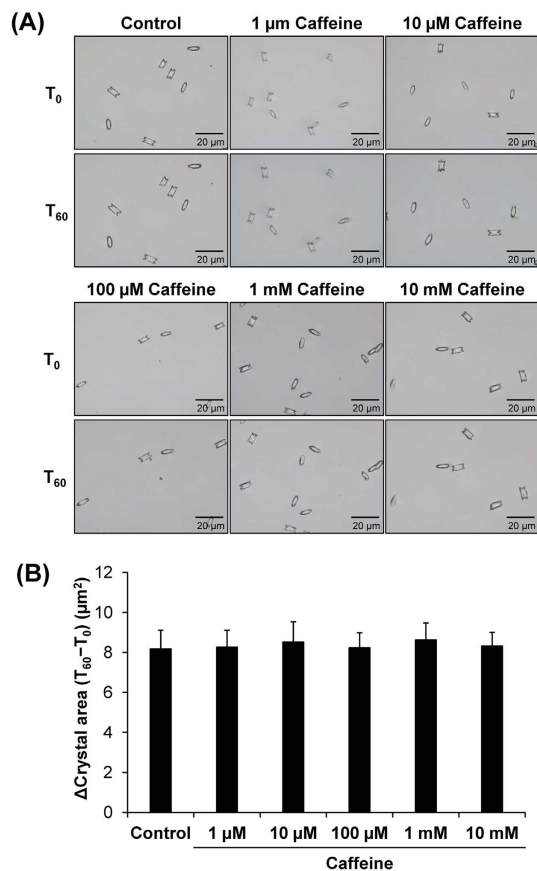 (A)
Control 1 µm Caffeine 10 µM Caffeine
T₀
20 µm 20 µm 20 µm
T₆₀
20 µm 20 µm 20 µm
100 µM Caffeine 1 mM Caffeine 10 mM Caffeine
T₀
20 µm 20 µm 20 µm
T₆₀
20 µm 20 µm 20 µm
(B)
ΔCrystal area (T₆₀−T₀) (µm²)
12
10
8
6
4
2
0
Control 1 µM 10 µM 100 µM 1 mM 10 mM
Caffeine